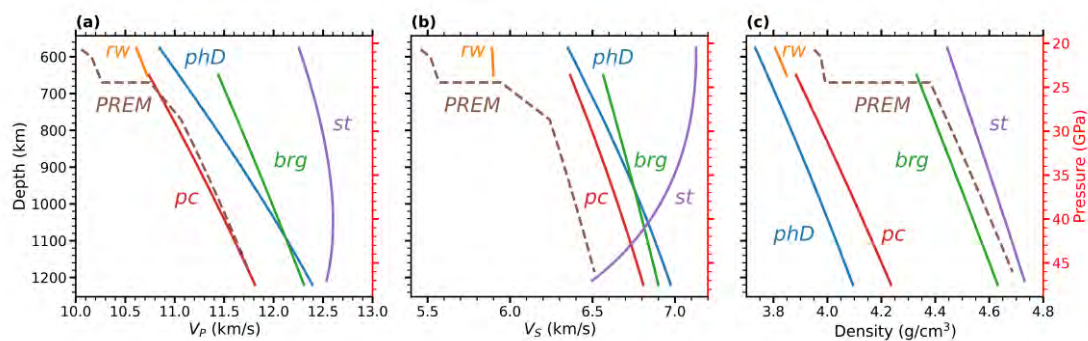 (a)
(b)
(c)
Depth (km)
600
700
800
900
1000
1100
1200
rw
phD
PREM
st
brg
pc
10.0 10.5 11.0 11.5 12.0 12.5 13.0
V_P (km/s)
rw
phD
PREM
pc
brg
st
5.5 6.0 6.5 7.0
V_S (km/s)
rw
PREM
st
brg
phD
pc
3.8 4.0 4.2 4.4 4.6 4.8
Density (g/cm³)
20
25
30
35
40
45
Pressure (GPa)